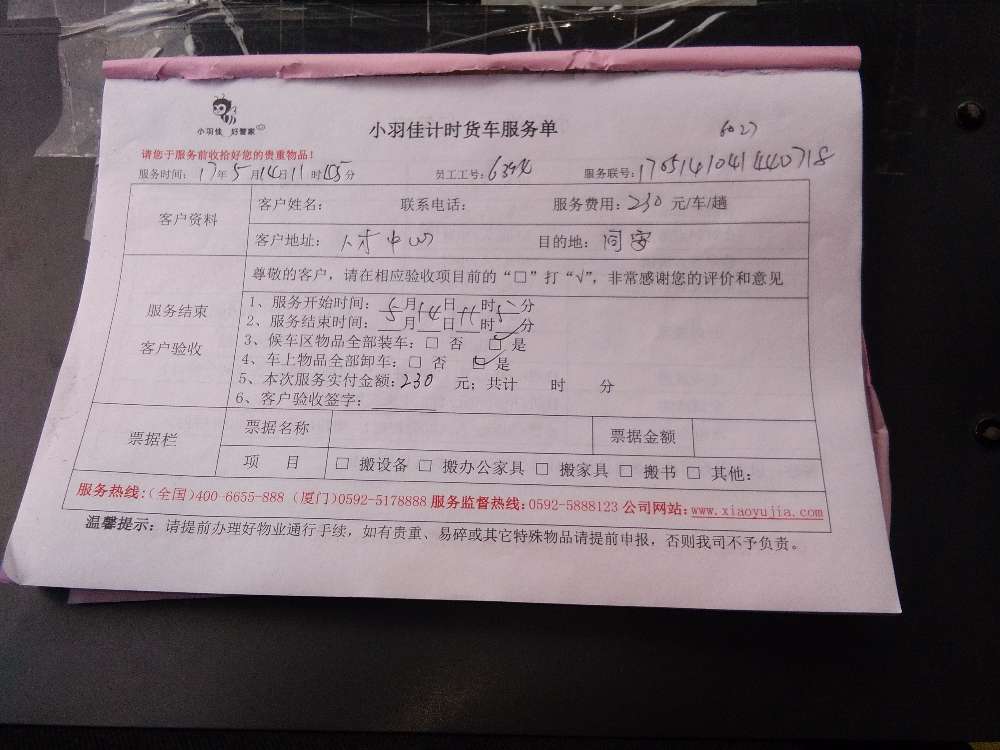 小羽佳 好管家
小羽佳计时货车服务单
6027
请您于服务前收拾好您的贵重物品!
服务时间: 17年5月14日11时 分 员工工号: 服务联号:170514104144 0718
客户资料
客户姓名: 联系电话: 服务费用:230元/车/趟
客户地址: 人才中心 目的地: 同安
服务结束
客户验收
尊敬的客户,请在相应验收项目前的“□”打“√”,非常感谢您的评价和意见
1、服务开始时间:5月14日11时5 分
2、服务结束时间: 月 日 时 分
3、候车区物品全部装车:□ 否 ☑ 是
4、车上物品全部卸车:□ 否 ☑ 是
5、本次服务实付金额:230 元;共计 时 分
6、客户验收签字:
票据栏
票据名称 票据金额
项 目 □ 搬设备 □ 搬办公家具 □ 搬家具 □ 搬书 □ 其他:
服务热线:(全国)400-6655-888 (厦门)0592-5178888 服务监督热线:0592-5888123 公司网站:www.xiaoyujia.com
温馨提示:请提前办理好物业通行手续,如有贵重、易碎或其它特殊物品请提前申报,否则我司不予负责。